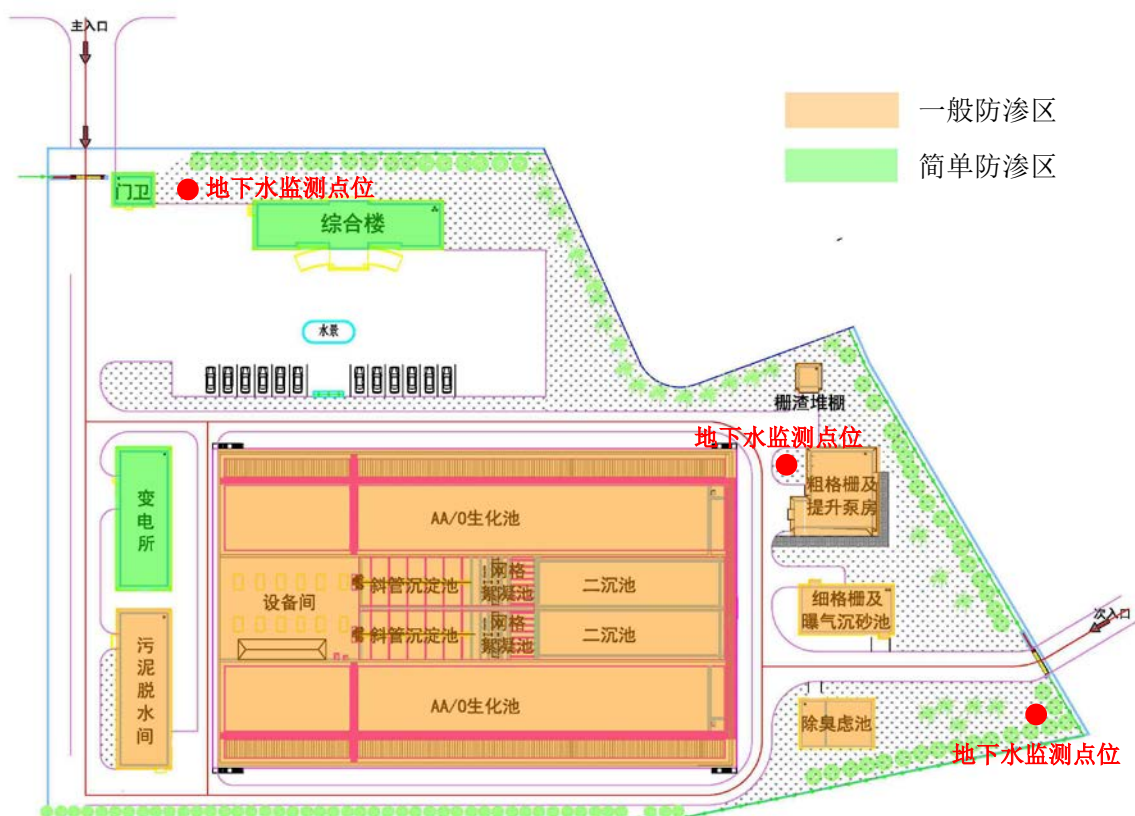 主入口
一般防渗区
简单防渗区
门卫
地下水监测点位
综合楼
水景
栅渣堆棚
地下水监测点位
粗格栅及
提升泵房
变电所
AA/O生化池
斜管沉淀池
网格
絮凝池
二沉池
设备间
斜管沉淀池
网格
絮凝池
二沉池
细格栅及
曝气沉砂池
次入口
污泥脱水间
AA/O生化池
除臭虑池
地下水监测点位